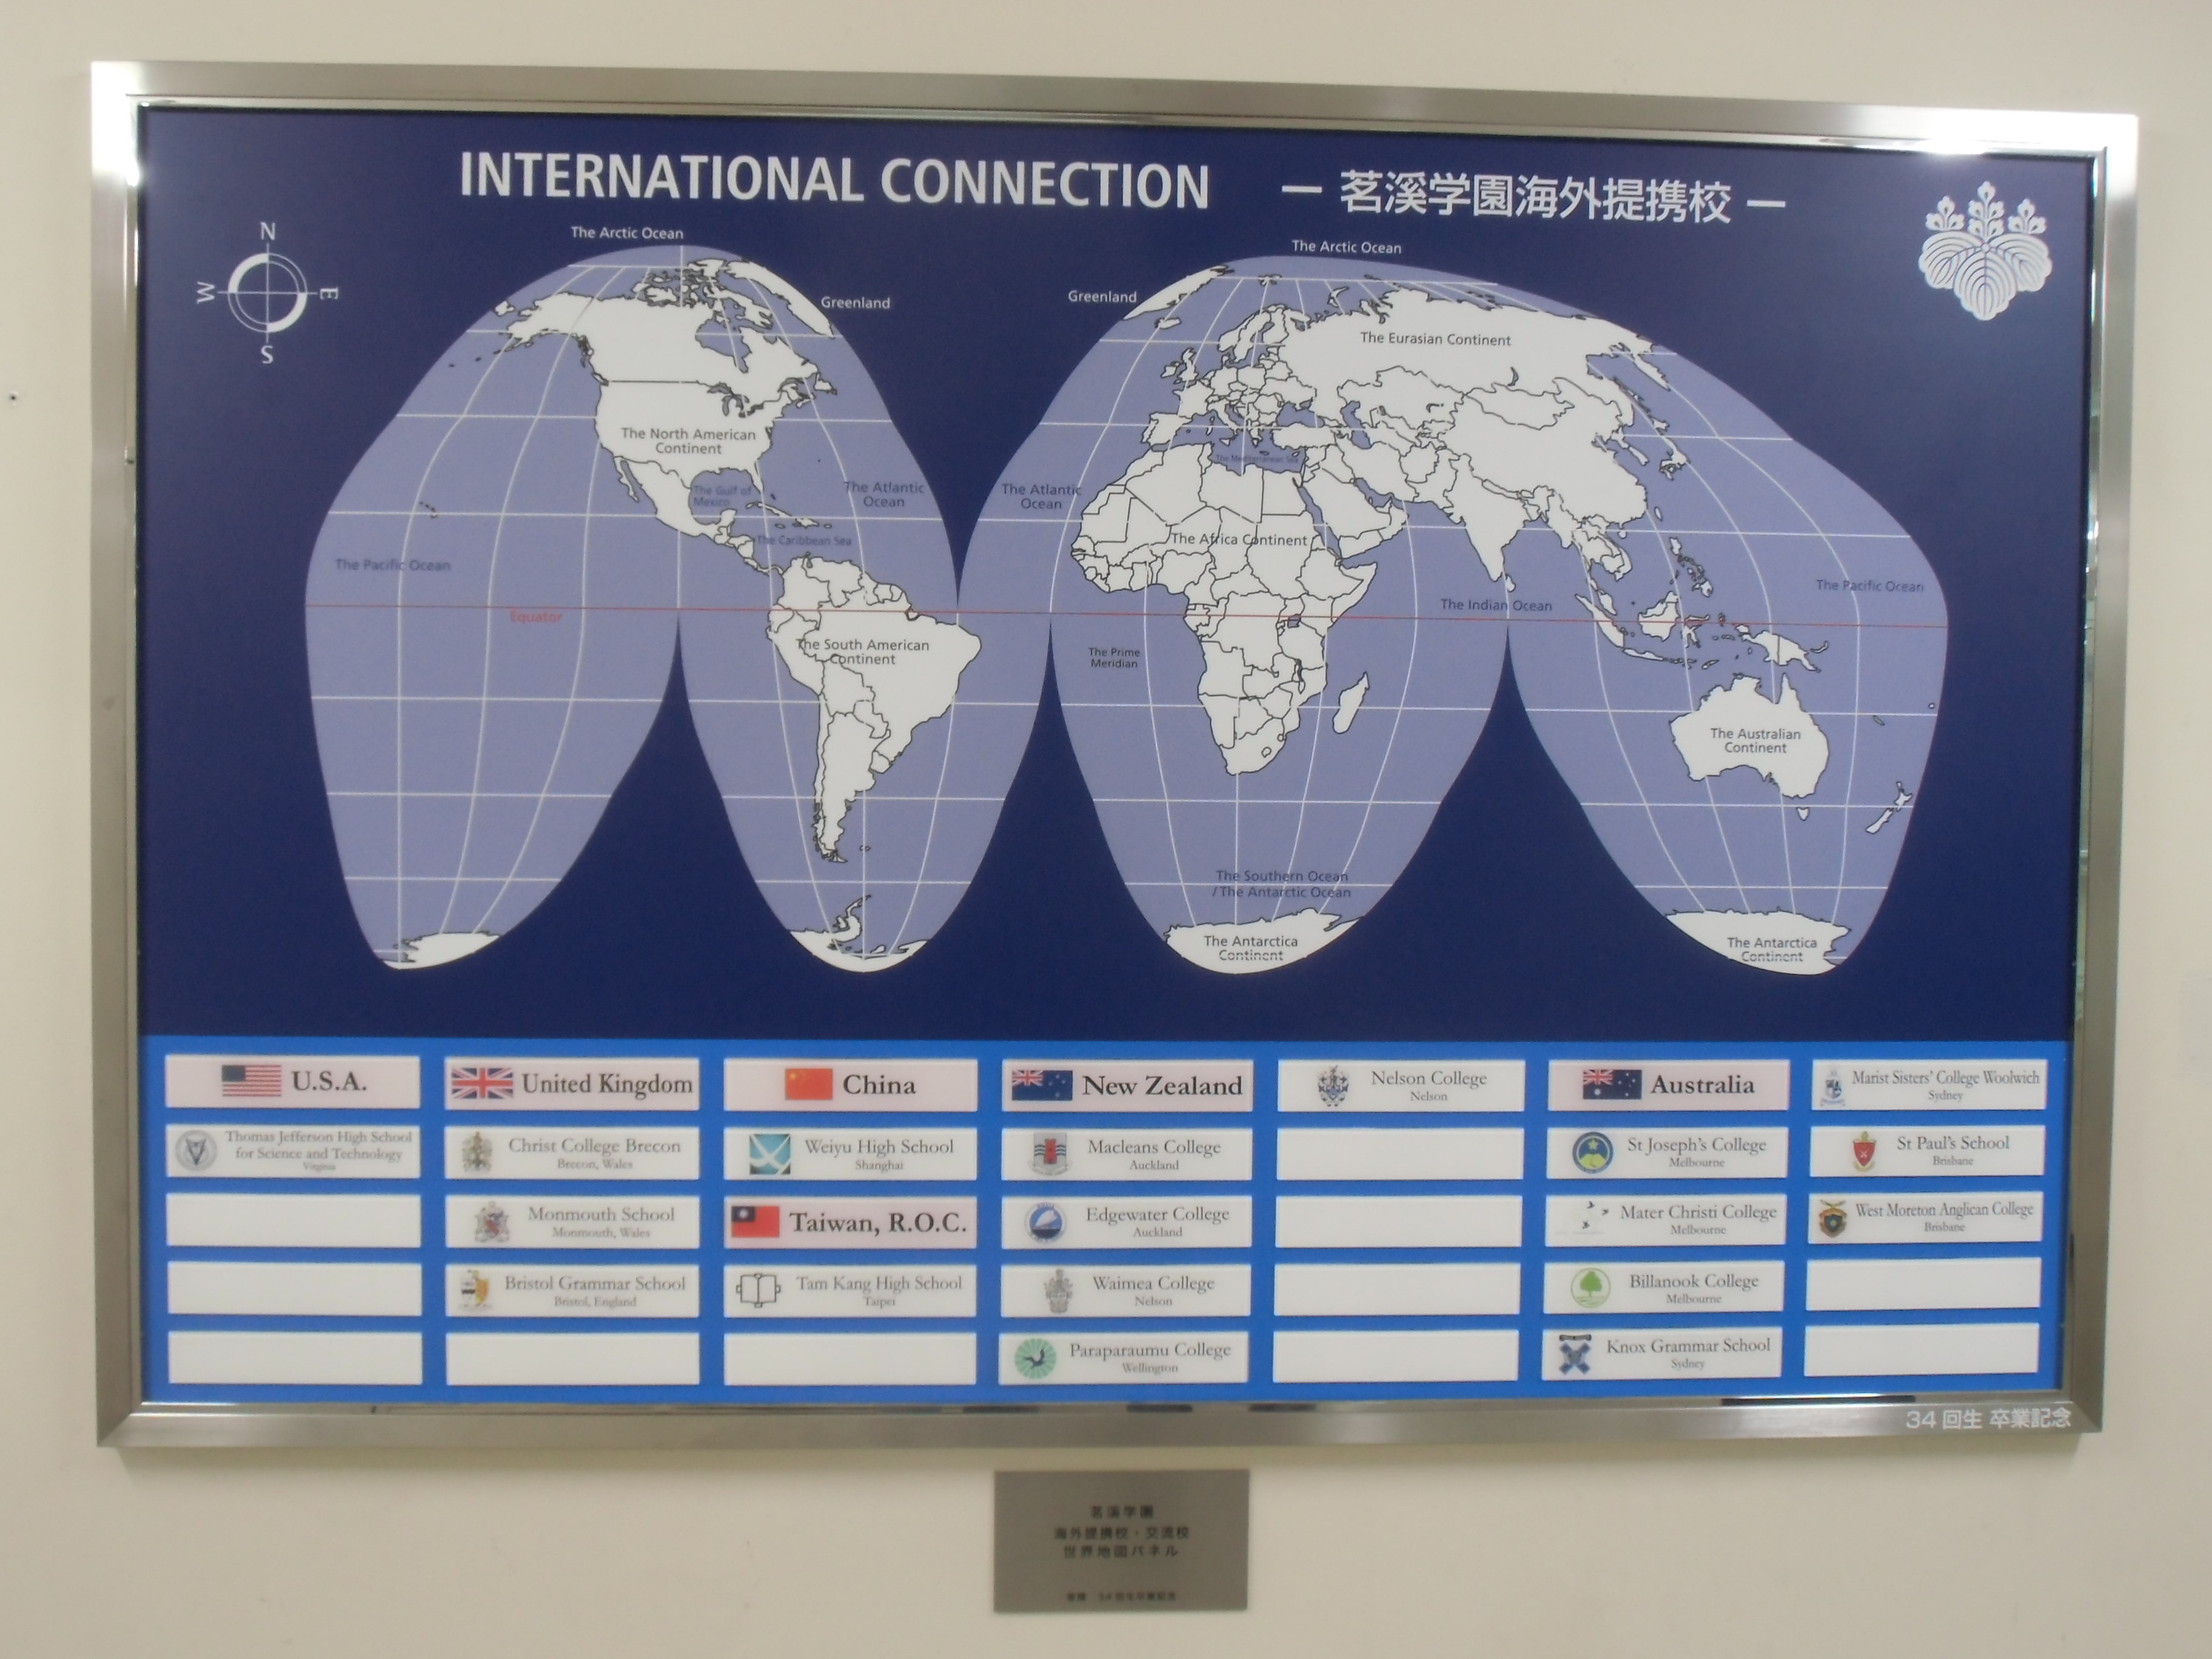 INTERNATIONAL CONNECTION ー 茗溪学園海外提携校 ー
N
W E
S
The Arctic Ocean
The Arctic Ocean
Greenland
Greenland
The Eurasian Continent
The North American
Continent
The Mediterranean Sea
The Gulf of
Mexico
The Atlantic
Ocean
The Atlantic
Ocean
The Caribbean Sea
The Africa Continent
The Pacific Ocean
The Pacific Ocean
The Indian Ocean
Equator
The South American
Continent
The Prime
Meridian
The Australian
Continent
The Southern Ocean
/ The Antarctic Ocean
The Antarctica
Continent
The Antarctica
Continent
U.S.A.
Thomas Jefferson High School
for Science and Technology
Virginia
United Kingdom
Christ College Brecon
Brecon, Wales
Monmouth School
Monmouth, Wales
Bristol Grammar School
Bristol, England
China
Weiyu High School
Shanghai
Taiwan, R.O.C.
Tam Kang High School
Taipei
New Zealand
Macleans College
Auckland
Edgewater College
Auckland
Waimea College
Nelson
Paraparaumu College
Wellington
Nelson College
Nelson
Australia
St Joseph's College
Melbourne
Mater Christi College
Melbourne
Billanook College
Melbourne
Knox Grammar School
Sydney
Marist Sisters' College Woolwich
Sydney
St Paul's School
Brisbane
West Moreton Anglican College
Brisbane
34 回生 卒業記念
茗溪学園
海外提携校・交流校
世界地図パネル
34 回生卒業記念